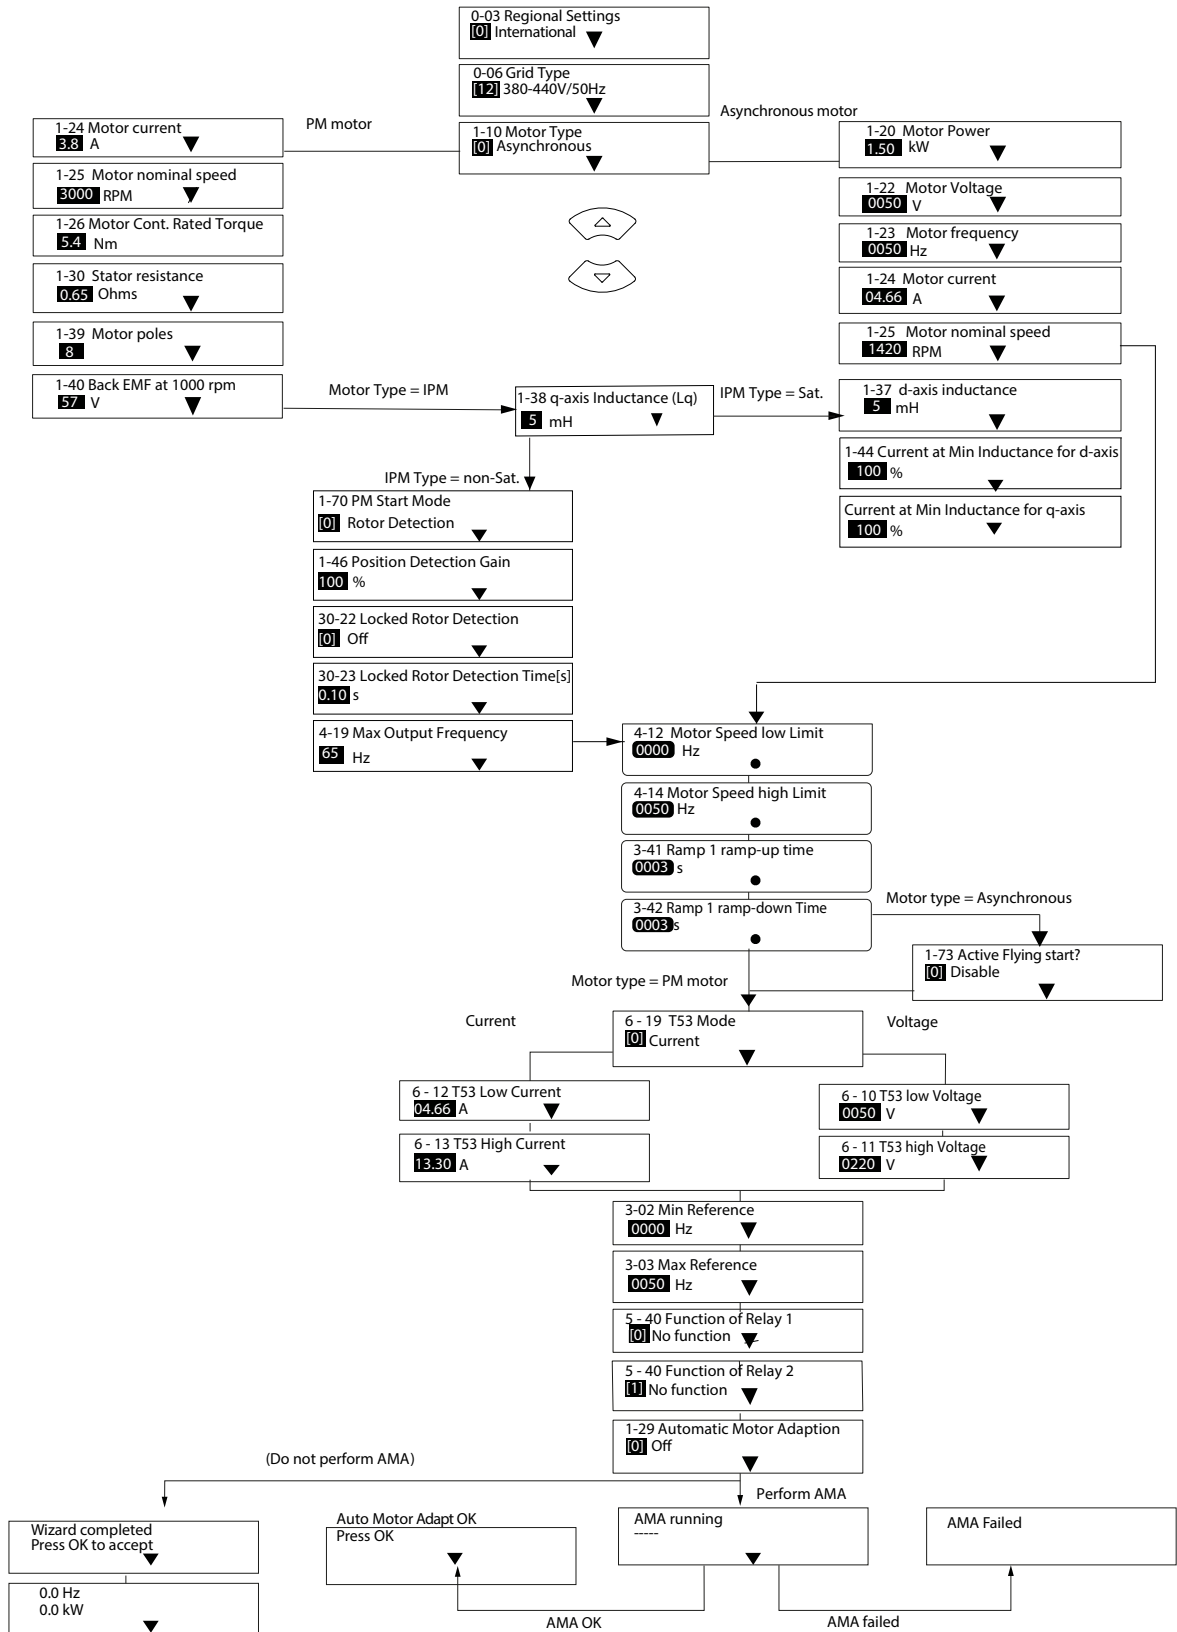 0-03 Regional Settings
[0] International
0-06 Grid Type
[12] 380-440V/50Hz
1-10 Motor Type
[0] Asynchronous
PM motor
Asynchronous motor
1-24 Motor current
3.8 A
1-25 Motor nominal speed
3000 RPM
1-26 Motor Cont. Rated Torque
5.4 Nm
1-30 Stator resistance
0.65 Ohms
1-39 Motor poles
8
1-40 Back EMF at 1000 rpm
57 V
1-20 Motor Power
1.50 kW
1-22 Motor Voltage
0050 V
1-23 Motor frequency
0050 Hz
1-24 Motor current
04.66 A
1-25 Motor nominal speed
1420 RPM
Motor Type = IPM
1-38 q-axis Inductance (Lq)
5 mH
IPM Type = Sat.
1-37 d-axis inductance
5 mH
1-44 Current at Min Inductance for d-axis
100 %
Current at Min Inductance for q-axis
100 %
IPM Type = non-Sat.
1-70 PM Start Mode
[0] Rotor Detection
1-46 Position Detection Gain
100 %
30-22 Locked Rotor Detection
[0] Off
30-23 Locked Rotor Detection Time[s]
0.10 s
4-19 Max Output Frequency
65 Hz
4-12 Motor Speed low Limit
0000 Hz
4-14 Motor Speed high Limit
0050 Hz
3-41 Ramp 1 ramp-up time
0003 s
3-42 Ramp 1 ramp-down Time
0003 s
Motor type = Asynchronous
1-73 Active Flying start?
[0] Disable
Motor type = PM motor
Current
6 - 19 T53 Mode
[0] Current
Voltage
6 - 12 T53 Low Current
04.66 A
6 - 13 T53 High Current
13.30 A
6 - 10 T53 low Voltage
0050 V
6 - 11 T53 high Voltage
0220 V
3-02 Min Reference
0000 Hz
3-03 Max Reference
0050 Hz
5 - 40 Function of Relay 1
[0] No function
5 - 40 Function of Relay 2
[1] No function
1-29 Automatic Motor Adaption
[0] Off
(Do not perform AMA)
Perform AMA
Wizard completed
Press OK to accept
0.0 Hz
0.0 kW
Auto Motor Adapt OK
Press OK
AMA running
-----
AMA Failed
AMA OK
AMA failed